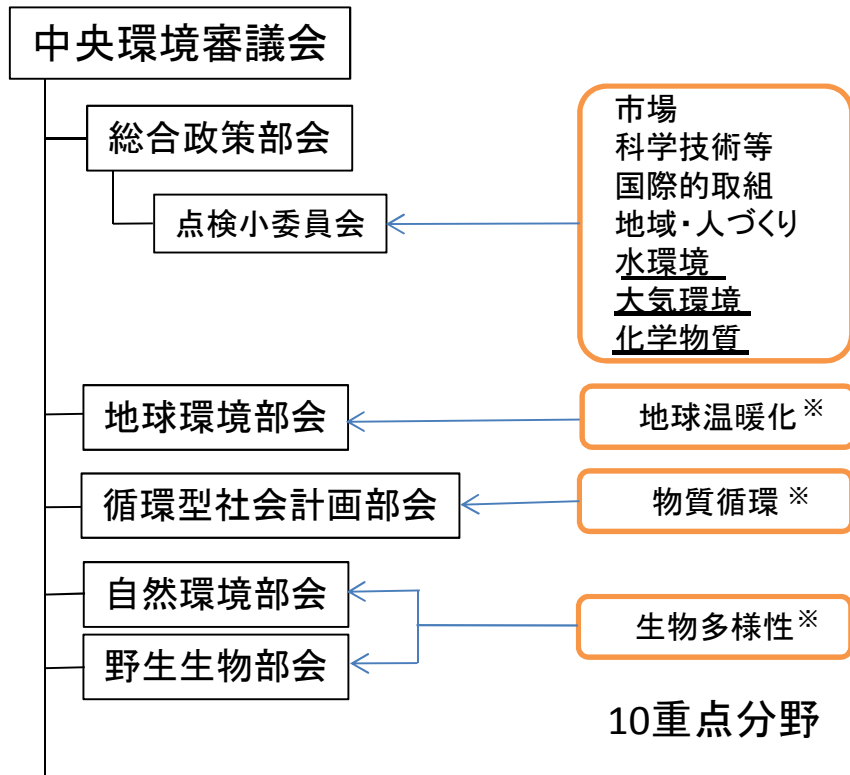 中央環境審議会
総合政策部会
点検小委員会
市場
科学技術等
国際的取組
地域・人づくり
水環境
大気環境
化学物質
地球環境部会
地球温暖化※
循環型社会計画部会
物質循環※
自然環境部会
野生生物部会
生物多様性※
10重点分野